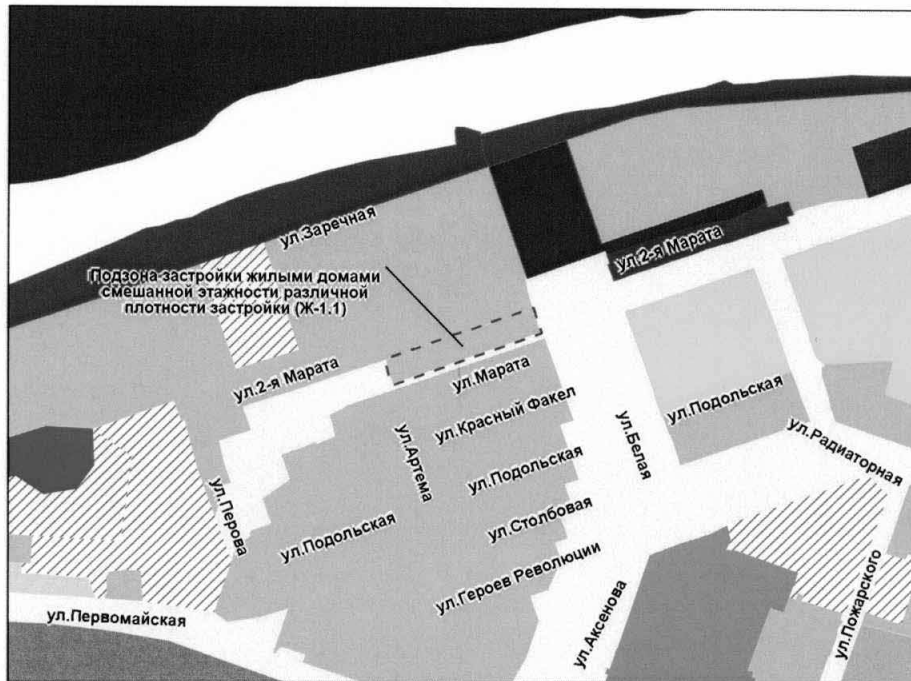 ул.Заречная
ул.2-я Марата
Подзона застройки жилыми домами
смешанной этажности различной
плотности застройки (Ж-1.1)
ул.2-я Марата
ул.Марата
ул.Красный Факел
ул.Подольская
ул.Белая
ул.Артема
ул.Подольская
ул.Радиаторная
ул.Перова
ул.Подольская
ул.Столбовая
ул.Героев Революции
ул.Первомайская
ул.Аксенова
ул.Пожарского